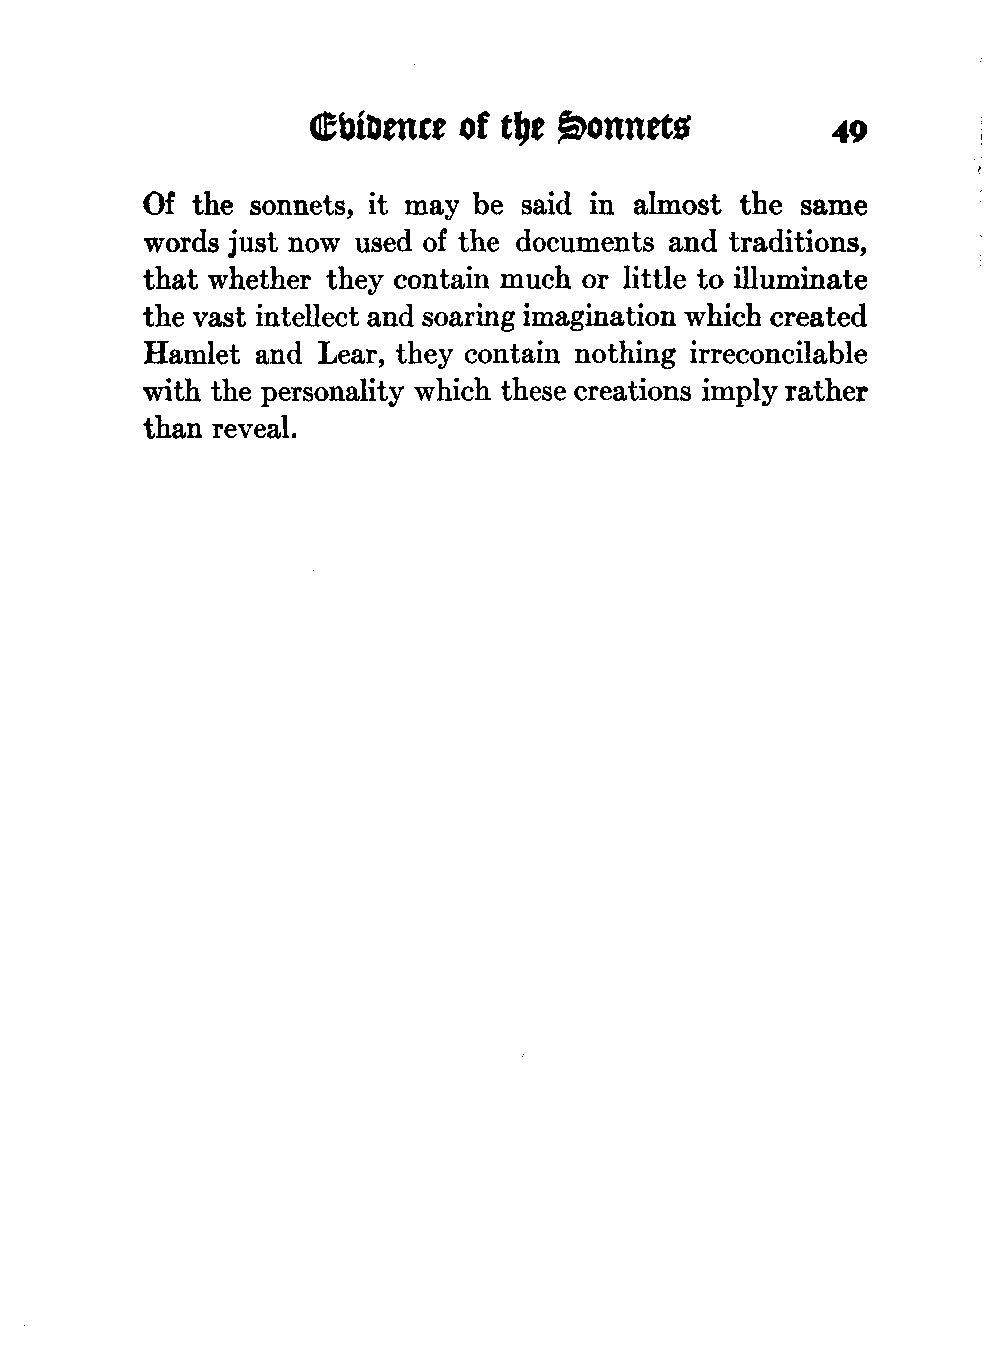 Evidence of the Sonnets 49
Of the sonnets, it may be said in almost the same
words just now used of the documents and traditions,
that whether they contain much or little to illuminate
the vast intellect and soaring imagination which created
Hamlet and Lear, they contain nothing irreconcilable
with the personality which these creations imply rather
than reveal.